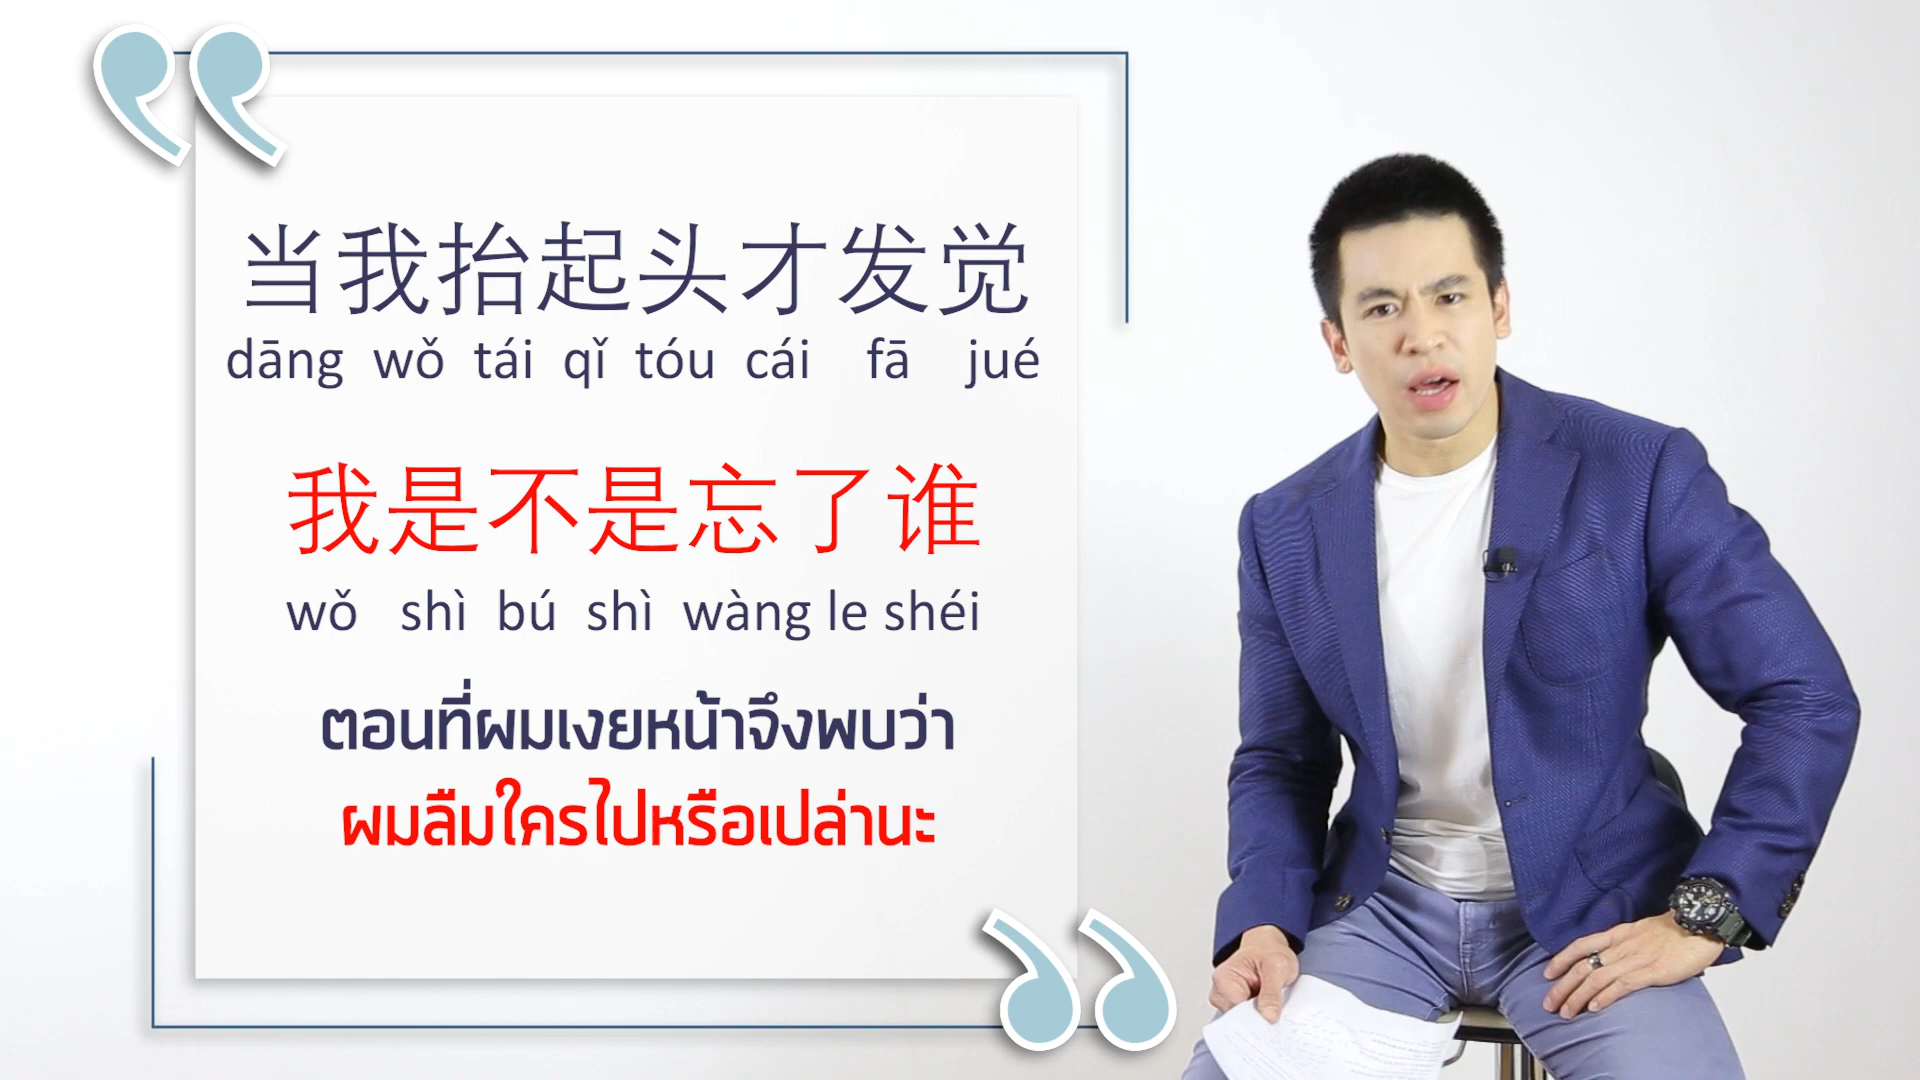 当我抬起头才发觉
dāng wǒ tái qǐ tóu cái fā jué
我是不是忘了谁
wǒ shì bú shì wàng le shéi
ตอนที่ผมเงยหน้าจึงพบว่า
ผมลืมใครไปหรือเปล่านะ